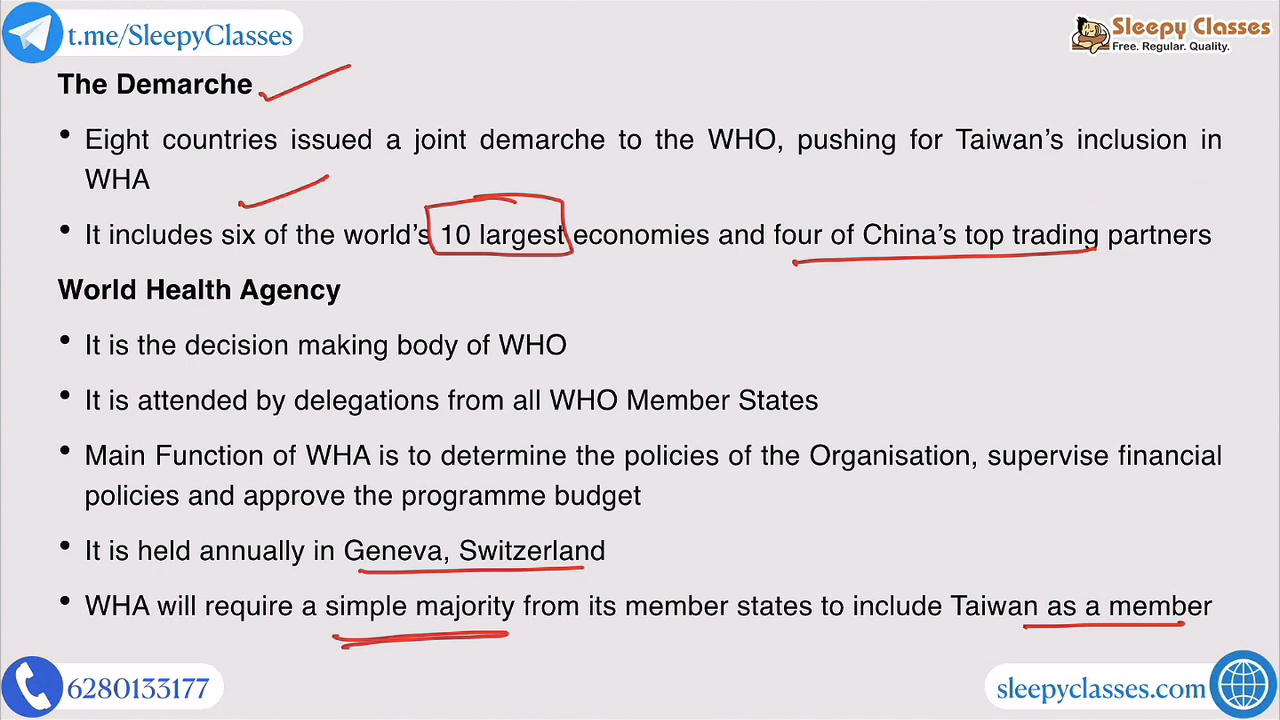 t.me/SleepyClasses
Sleepy Classes
Free. Regular. Quality.
The Demarche
• Eight countries issued a joint demarche to the WHO, pushing for Taiwan's inclusion in
WHA
• It includes six of the world's 10 largest economies and four of China's top trading partners
World Health Agency
• It is the decision making body of WHO
• It is attended by delegations from all WHO Member States
• Main Function of WHA is to determine the policies of the Organisation, supervise financial
policies and approve the programme budget
• It is held annually in Geneva, Switzerland
• WHA will require a simple majority from its member states to include Taiwan as a member
6280133177
sleepyclasses.com